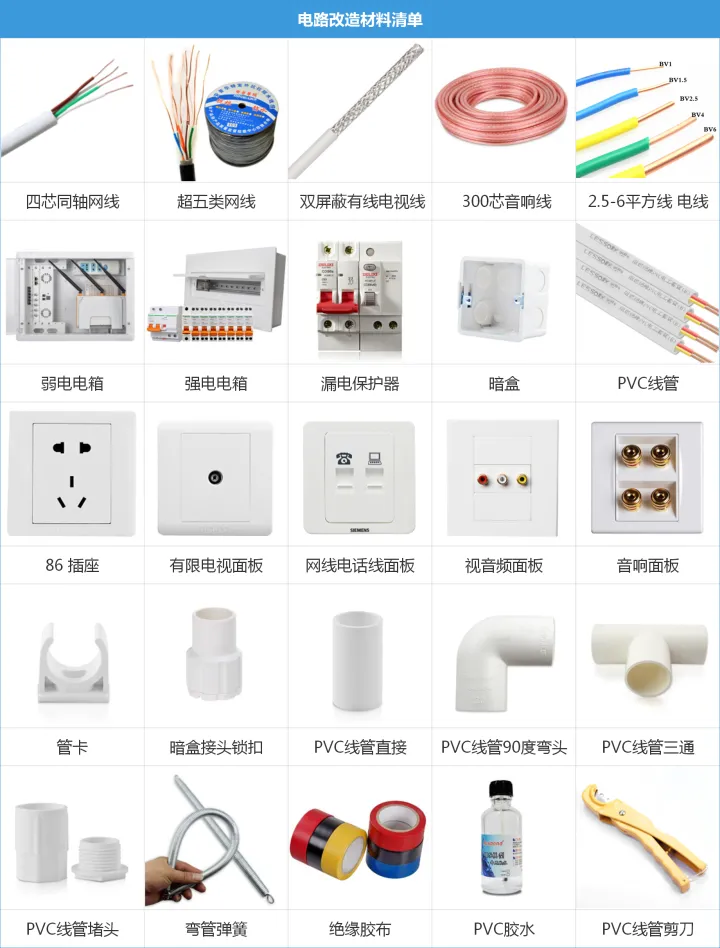 电路改造材料清单
BV1
BV1.5
BV2.5
BV4
BV6
四芯同轴网线
超五类网线
双屏蔽有线电视线
300芯音响线
2.5-6平方线 电线
弱电电箱
强电电箱
漏电保护器
暗盒
PVC线管
SIEMENS
86 插座
有限电视面板
网线电话线面板
视音频面板
音响面板
管卡
暗盒接头锁扣
PVC线管直接
PVC线管90度弯头
PVC线管三通
PVC线管堵头
弯管弹簧
绝缘胶布
PVC胶水
PVC线管剪刀